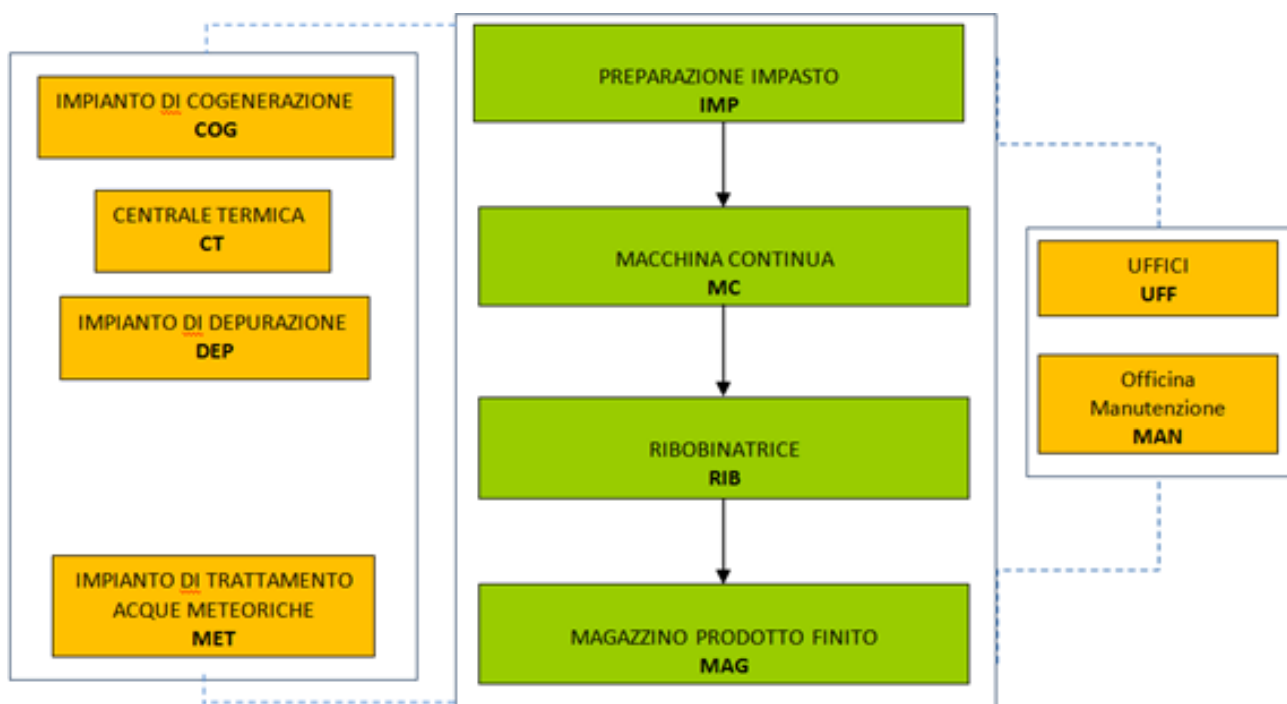 IMPIANTO DI COGENERAZIONE
COG
CENTRALE TERMICA
CT
IMPIANTO DI DEPURAZIONE
DEP
IMPIANTO DI TRATTAMENTO
ACQUE METEORICHE
MET
PREPARAZIONE IMPASTO
IMP
MACCHINA CONTINUA
MC
RIBOBINATRICE
RIB
MAGAZZINO PRODOTTO FINITO
MAG
UFFICI
UFF
Officina
Manutenzione
MAN